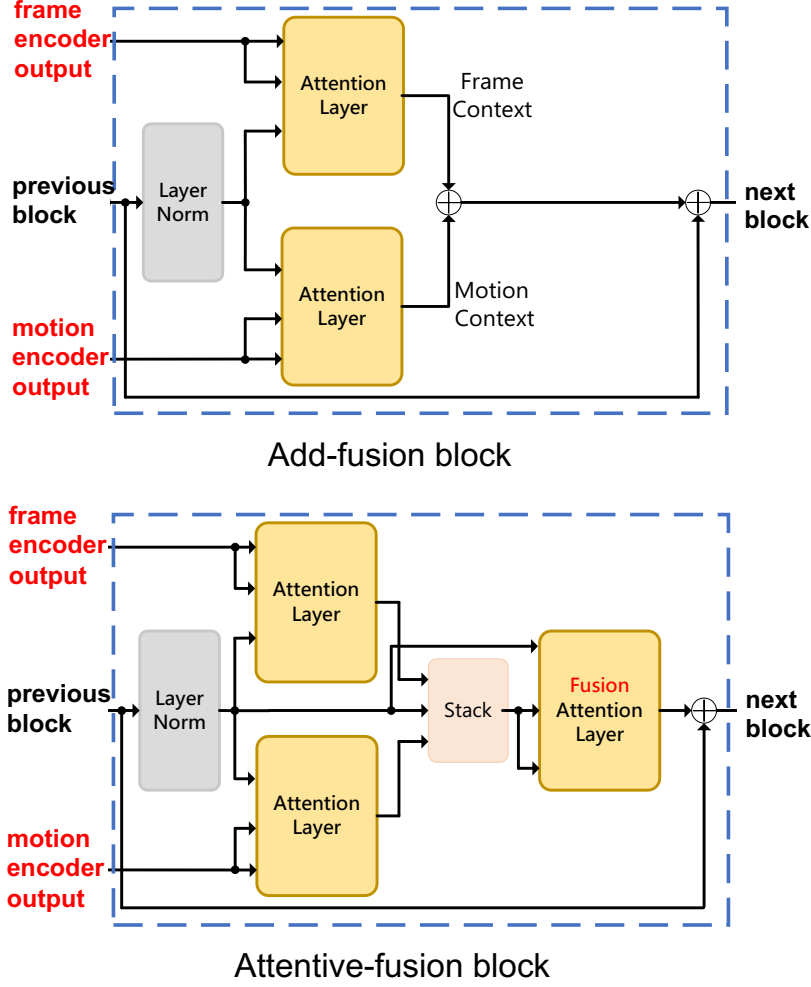 frame
encoder
output
Attention
Layer
Frame
Context
previous
block
Layer
Norm
next
block
Attention
Layer
Motion
Context
motion
encoder
output
Add-fusion block
frame
encoder
output
Attention
Layer
previous
block
Layer
Norm
Stack
Fusion
Attention
Layer
next
block
Attention
Layer
motion
encoder
output
Attentive-fusion block